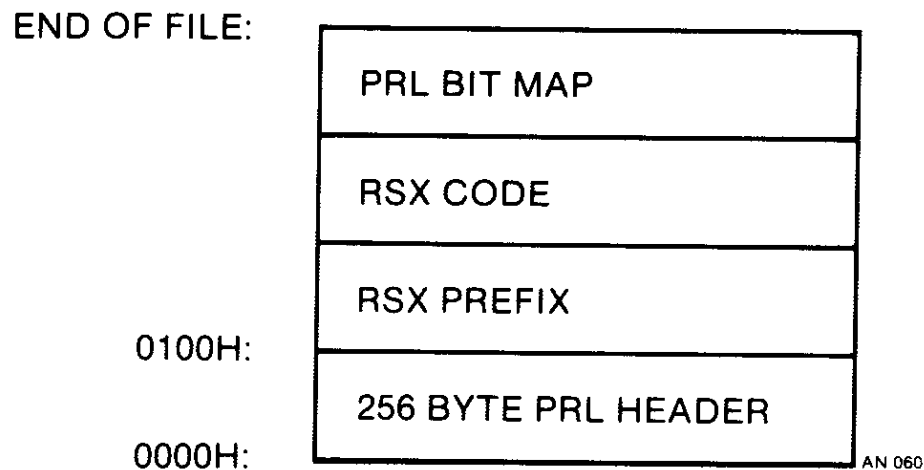 END OF FILE:
PRL BIT MAP
RSX CODE
RSX PREFIX
0100H:
256 BYTE PRL HEADER
0000H:
AN 060